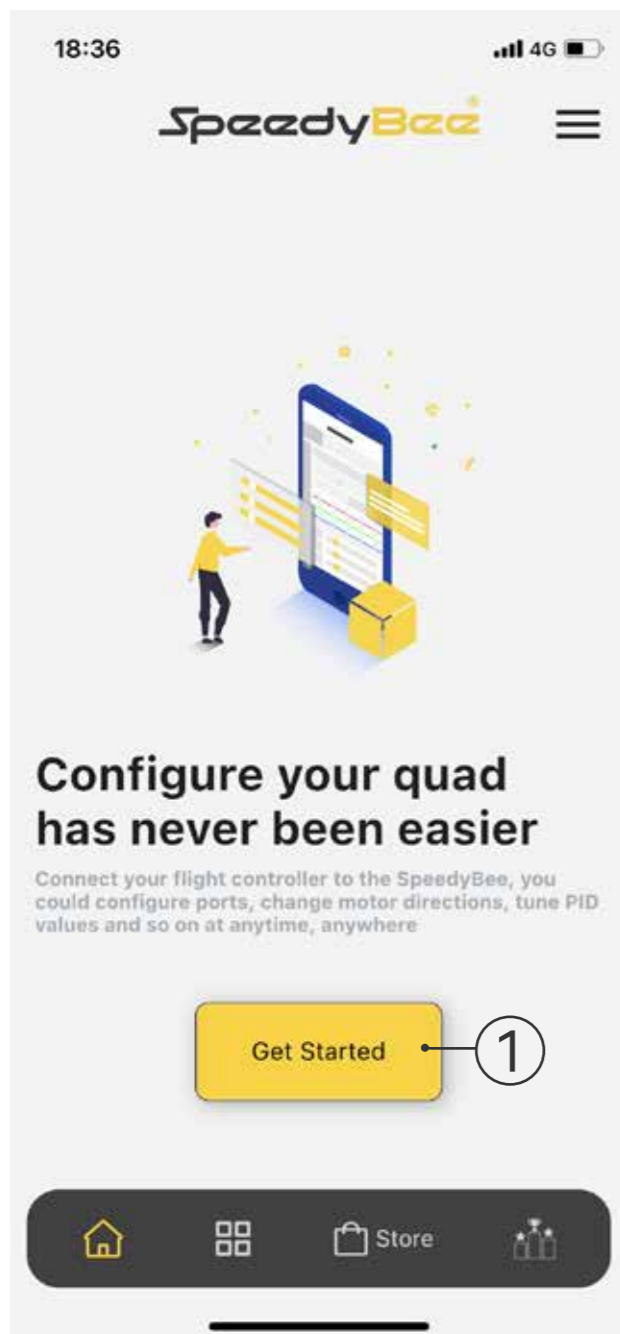 18:36
4G
SpeedyBee®
Configure your quad
has never been easier
Connect your flight controller to the SpeedyBee, you
could configure ports, change motor directions, tune PID
values and so on at anytime, anywhere
Get Started
1
Store